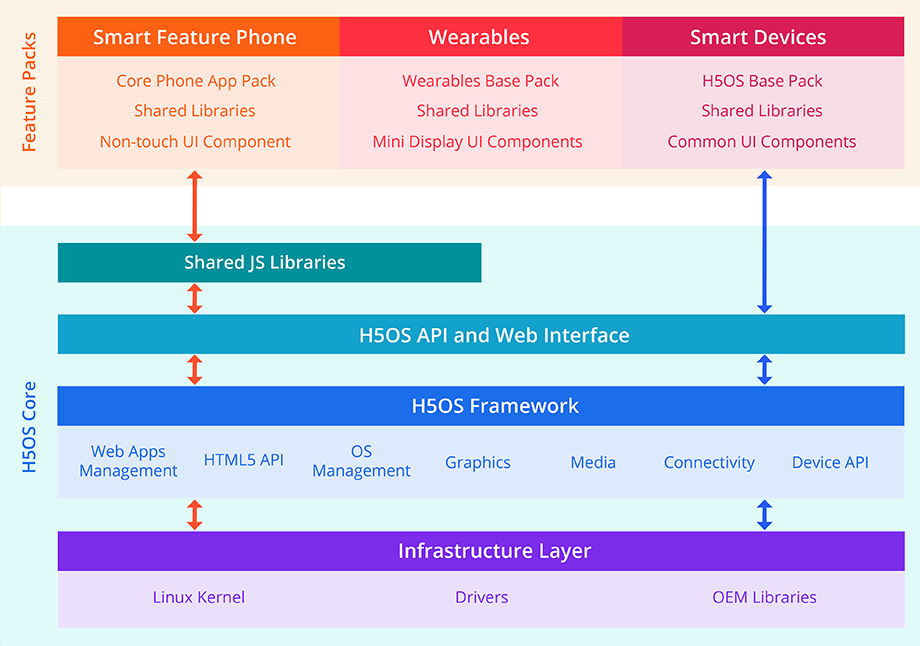 Feature Packs
Smart Feature Phone
Wearables
Smart Devices
Core Phone App Pack
Shared Libraries
Non-touch UI Component
Wearables Base Pack
Shared Libraries
Mini Display UI Components
H5OS Base Pack
Shared Libraries
Common UI Components
H5OS Core
Shared JS Libraries
H5OS API and Web Interface
H5OS Framework
Web Apps
Management
HTML5 API
OS
Management
Graphics
Media
Connectivity
Device API
Infrastructure Layer
Linux Kernel
Drivers
OEM Libraries